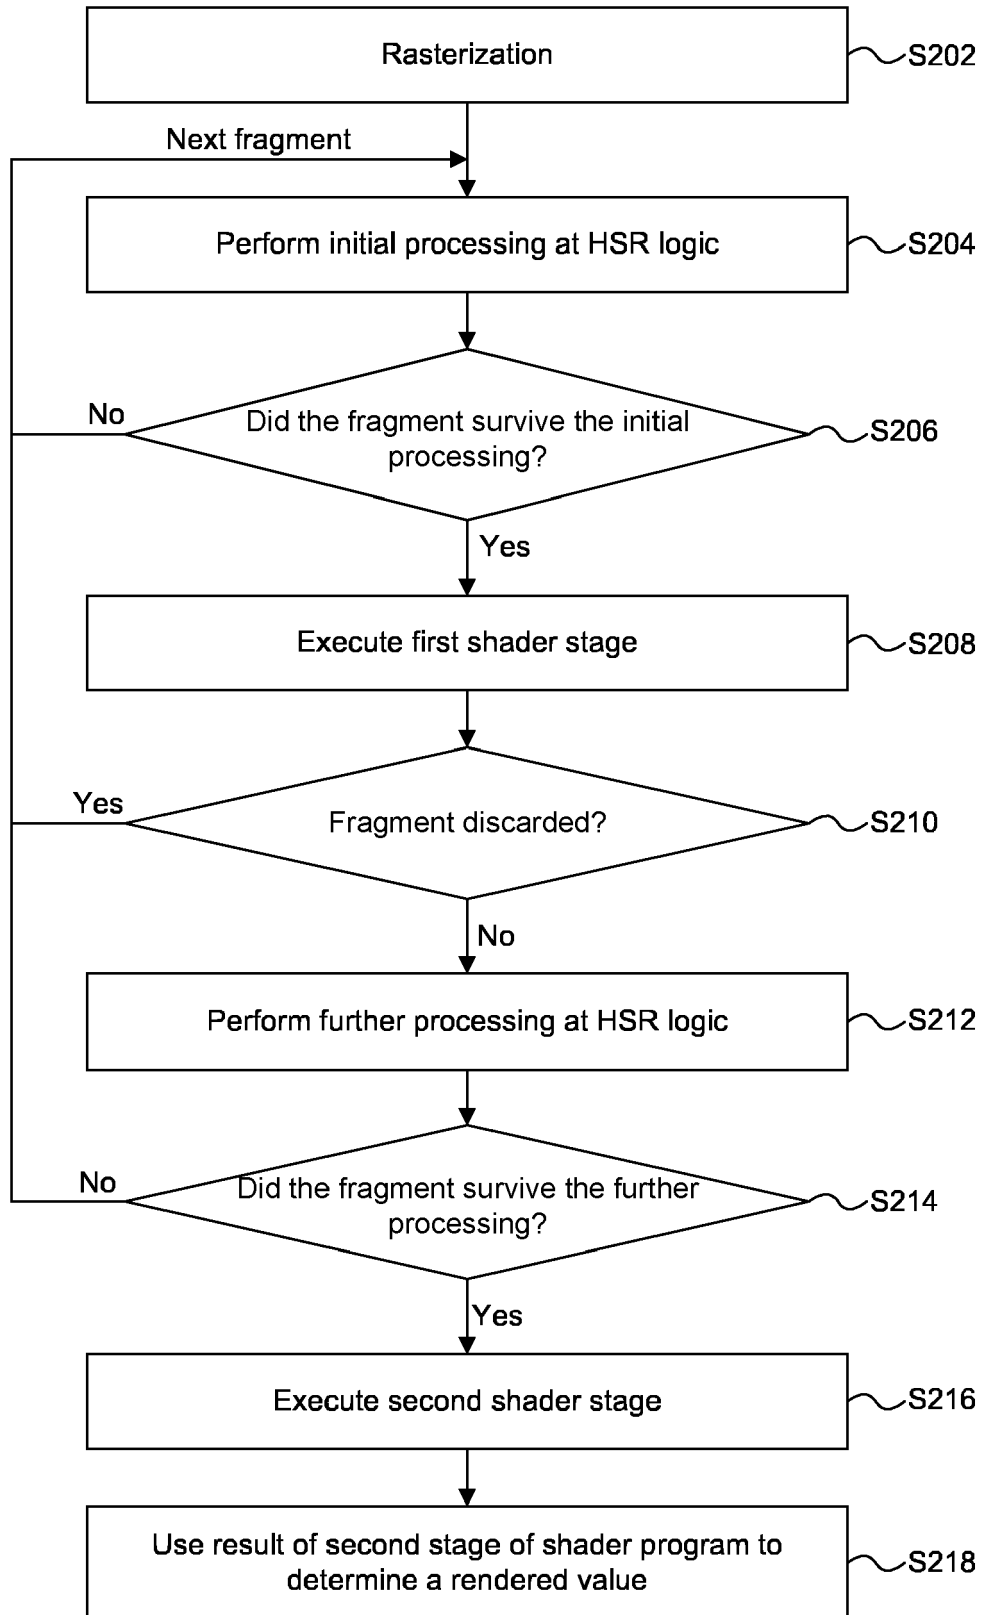 Rasterization
S202
Next fragment
Perform initial processing at HSR logic
S204
No
Did the fragment survive the initial
processing?
S206
Yes
Execute first shader stage
S208
Yes
Fragment discarded?
S210
No
Perform further processing at HSR logic
S212
No
Did the fragment survive the further
processing?
S214
Yes
Execute second shader stage
S216
Use result of second stage of shader program to
determine a rendered value
S218